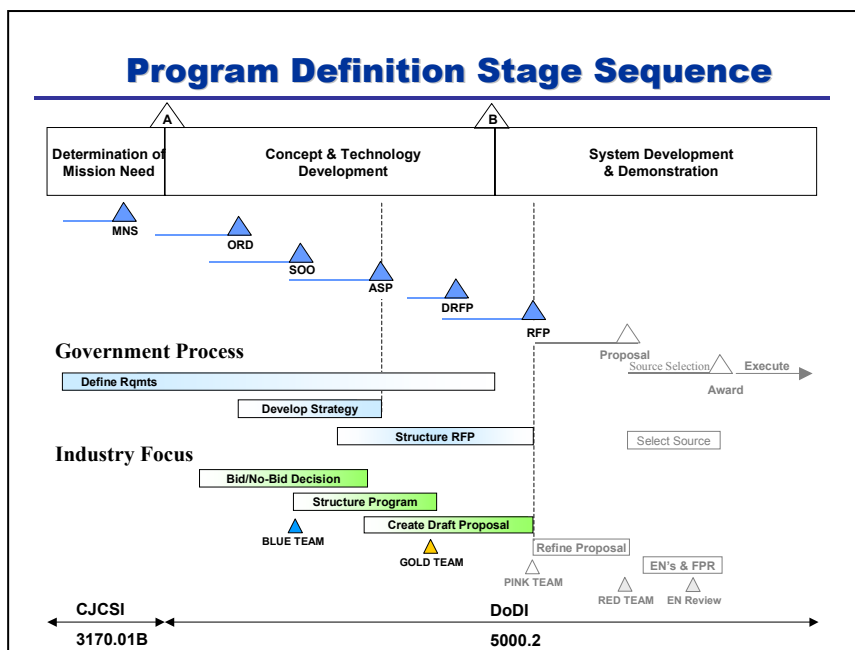 Program Definition Stage Sequence
A
B
Determination of
Mission Need
Concept & Technology
Development
System Development
& Demonstration
MNS
ORD
SOO
ASP
DRFP
RFP
Proposal
Source Selection
Execute
Award
Government Process
Define Rqmts
Develop Strategy
Structure RFP
Select Source
Industry Focus
Bid/No-Bid Decision
Structure Program
Create Draft Proposal
BLUE TEAM
GOLD TEAM
Refine Proposal
PINK TEAM
EN's & FPR
RED TEAM
EN Review
CJCSI
3170.01B
DoDI
5000.2